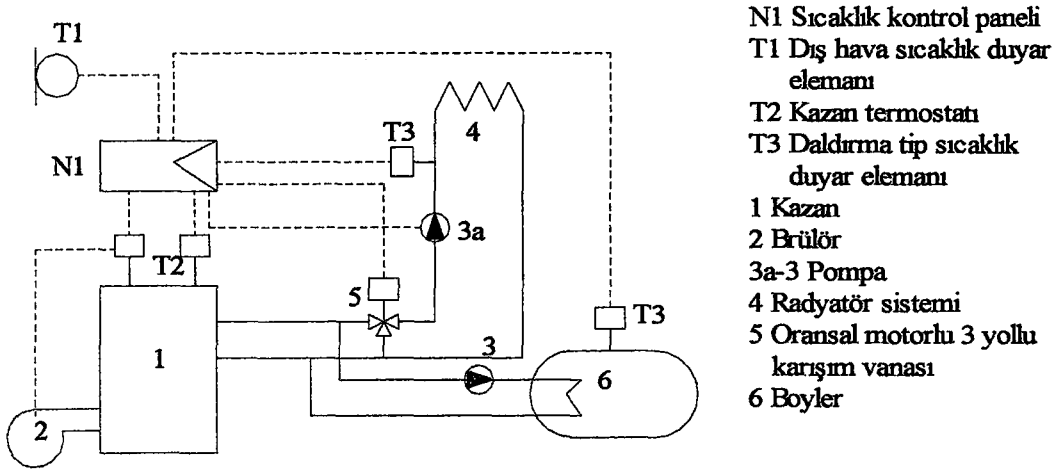 T1
N1
T3
4
3a
T2
5
1
3
T3
6
2
N1 Sıcaklık kontrol paneli
T1 Dış hava sıcaklık duyar
elemanı
T2 Kazan termostatı
T3 Daldırma tip sıcaklık
duyar elemanı
1 Kazan
2 Brülör
3a-3 Pompa
4 Radyatör sistemi
5 Oransal motorlu 3 yollu
karışım vanası
6 Boyler